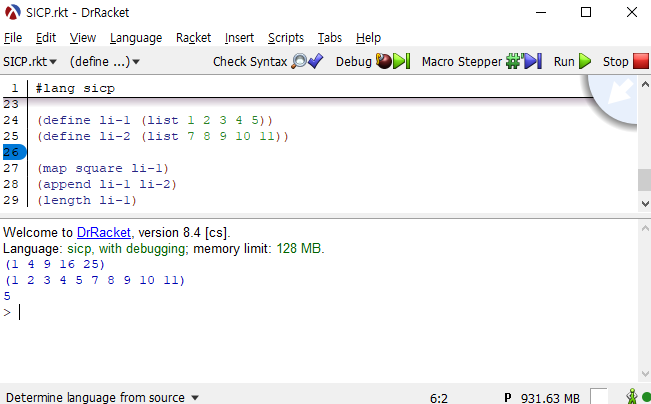 SICP.rkt - DrRacket
File Edit View Language Racket Insert Scripts Tabs Help
SICP.rkt (define ...) Check Syntax Debug Macro Stepper Run Stop
1 #lang sicp
23
24 (define li-1 (list 1 2 3 4 5))
25 (define li-2 (list 7 8 9 10 11))
26
27 (map square li-1)
28 (append li-1 li-2)
29 (length li-1)
Welcome to DrRacket, version 8.4 [cs].
Language: sicp, with debugging; memory limit: 128 MB.
(1 4 9 16 25)
(1 2 3 4 5 7 8 9 10 11)
5
>
Determine language from source 6:2 P 931.63 MB